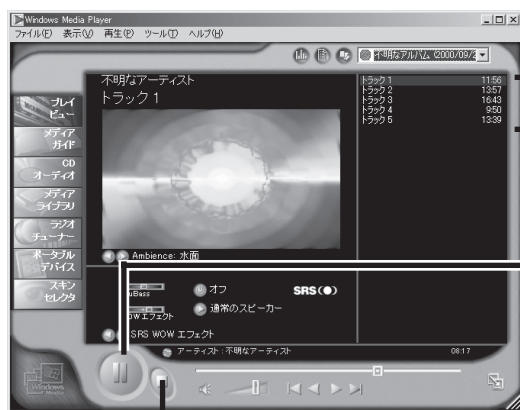 Windows Media Player
ファイル(F) 表示(V) 再生(P) ツール(T) ヘルプ(H)
不明なアルバム (2000/09/2
不明なアーティスト
トラック 1
トラック 1 11:56
トラック 2 13:57
トラック 3 16:43
トラック 4 9:50
トラック 5 13:39
プレイ
ビュー
メディア
ガイド
CD
オーディオ
メディア
ライブラリ
ラジオ
チューナー
ポータブル
デバイス
スキン
セレクタ
Ambience: 水面
uBass
オフ
SRS(●)
OW エフェクト
通常のスピーカー
SRS WOW エフェクト
アーティスト : 不明なアーティスト
08:17
Windows
Media